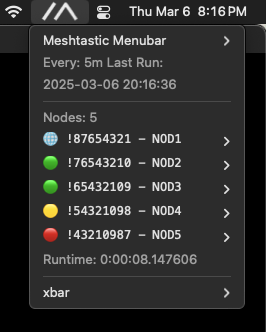 Thu Mar 6 8:16 PM
Meshtastic Menubar
Every: 5m Last Run:
2025-03-06 20:16:36
Nodes: 5
!87654321 – NOD1
!76543210 – NOD2
!65432109 – NOD3
!54321098 – NOD4
!43210987 – NOD5
Runtime: 0:00:08.147606
xbar